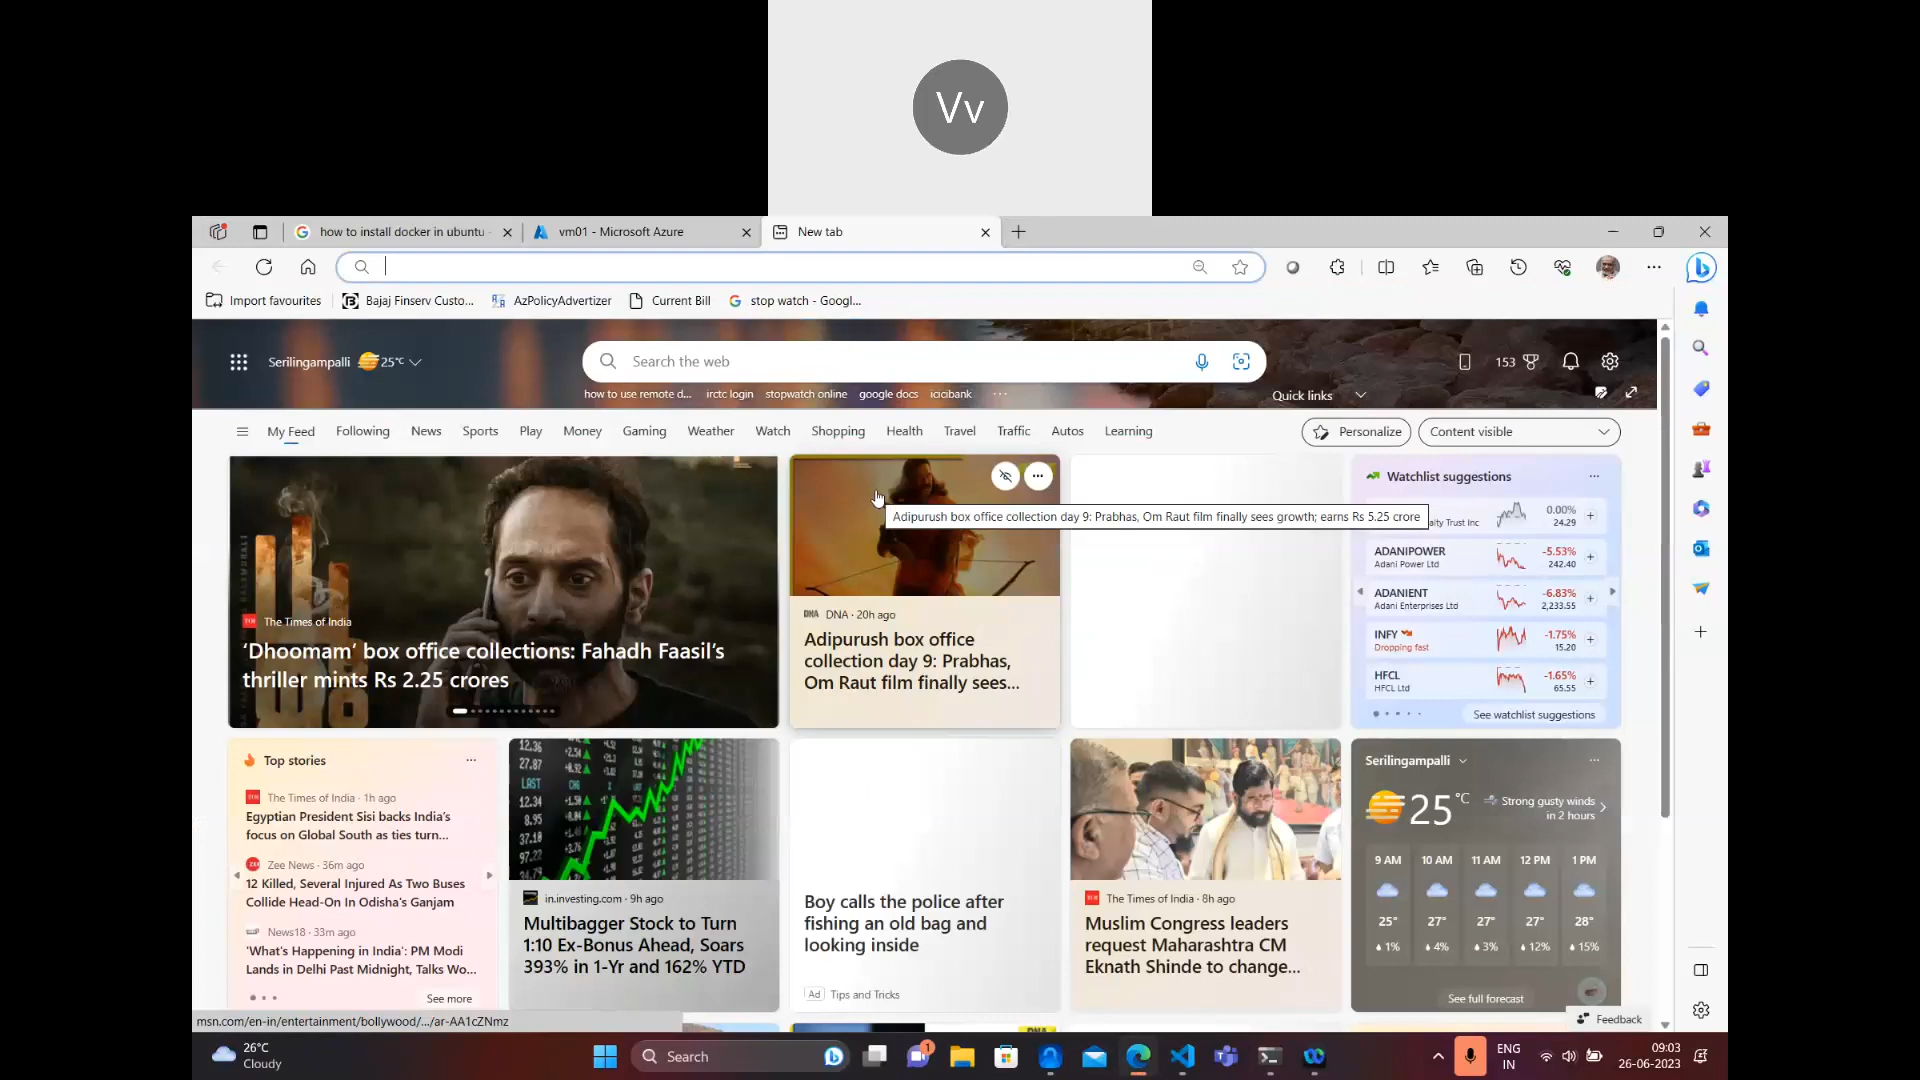 Vv
how to install docker in ubuntu -
vm01 - Microsoft Azure
New tab
Import favourites
Bajaj Finserv Custo...
AzPolicyAdvertizer
Current Bill
stop watch - Googl...
Serilingampalli
25°C
Search the web
153
how to use remote d...
irctc login
stopwatch online
google docs
icicibank
Quick links
My Feed
Following
News
Sports
Play
Money
Gaming
Weather
Watch
Shopping
Health
Travel
Traffic
Autos
Learning
Personalize
Content visible
The Times of India
‘Dhoomam’ box office collections: Fahadh Faasil’s
thriller mints Rs 2.25 crores
Adipurush box office collection day 9: Prabhas, Om Raut film finally sees growth; earns Rs 5.25 crore
DNA · 20h ago
Adipurush box office
collection day 9: Prabhas,
Om Raut film finally sees...
Watchlist suggestions
alty Trust Inc
0.00%
24.29
ADANIPOWER
Adani Power Ltd
-5.53%
242.40
ADANIENT
Adani Enterprises Ltd
-6.83%
2,233.55
INFY
Dropping fast
-1.75%
15.20
HFCL
HFCL Ltd
-1.65%
65.55
See watchlist suggestions
Top stories
The Times of India · 1h ago
Egyptian President Sisi backs India’s
focus on Global South as ties turn...
Zee News · 36m ago
12 Killed, Several Injured As Two Buses
Collide Head-On In Odisha’s Ganjam
News18 · 33m ago
'What's Happening in India': PM Modi
Lands in Delhi Past Midnight, Talks Wo...
See more
in.investing.com · 9h ago
Multibagger Stock to Turn
1:10 Ex-Bonus Ahead, Soars
393% in 1-Yr and 162% YTD
Boy calls the police after
fishing an old bag and
looking inside
Ad
Tips and Tricks
The Times of India · 8h ago
Muslim Congress leaders
request Maharashtra CM
Eknath Shinde to change...
Serilingampalli
25 °C
Strong gusty winds
in 2 hours
9 AM
10 AM
11 AM
12 PM
1 PM
25°
27°
27°
27°
28°
1%
4%
3%
12%
15%
See full forecast
Feedback
msn.com/en-in/entertainment/bollywood/.../ar-AA1cZNmz
26°C
Cloudy
Search
1
ENG
IN
09:03
26-06-2023